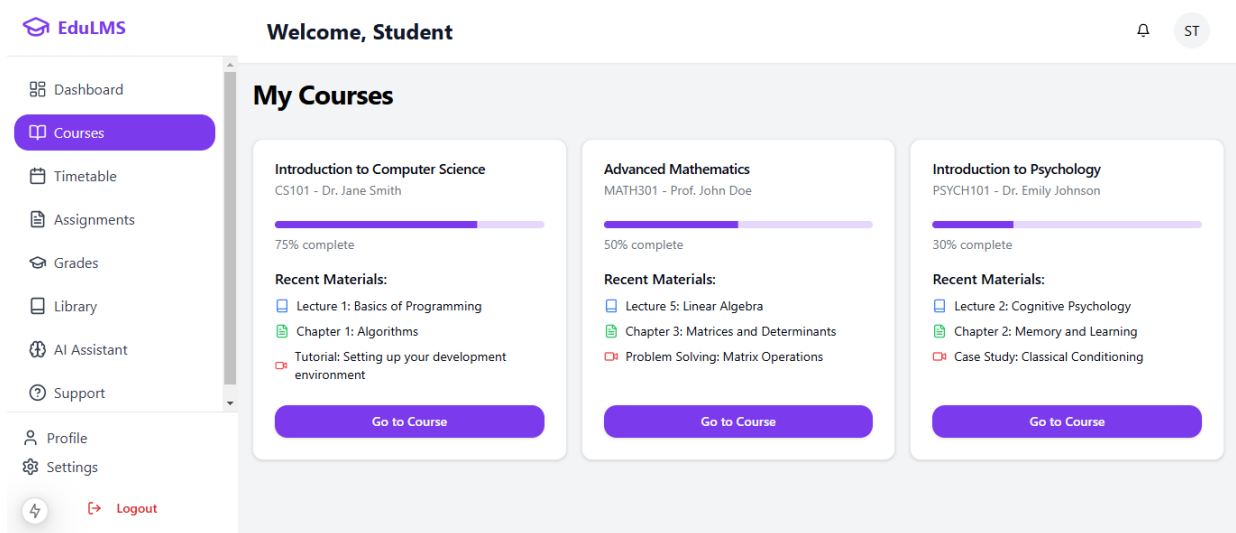 EduLMS
Welcome, Student
ST
Dashboard
Courses
Timetable
Assignments
Grades
Library
AI Assistant
Support
Profile
Settings
Logout
My Courses
Introduction to Computer Science
CS101 - Dr. Jane Smith
75% complete
Recent Materials:
Lecture 1: Basics of Programming
Chapter 1: Algorithms
Tutorial: Setting up your development
environment
Go to Course
Advanced Mathematics
MATH301 - Prof. John Doe
50% complete
Recent Materials:
Lecture 5: Linear Algebra
Chapter 3: Matrices and Determinants
Problem Solving: Matrix Operations
Go to Course
Introduction to Psychology
PSYCH101 - Dr. Emily Johnson
30% complete
Recent Materials:
Lecture 2: Cognitive Psychology
Chapter 2: Memory and Learning
Case Study: Classical Conditioning
Go to Course